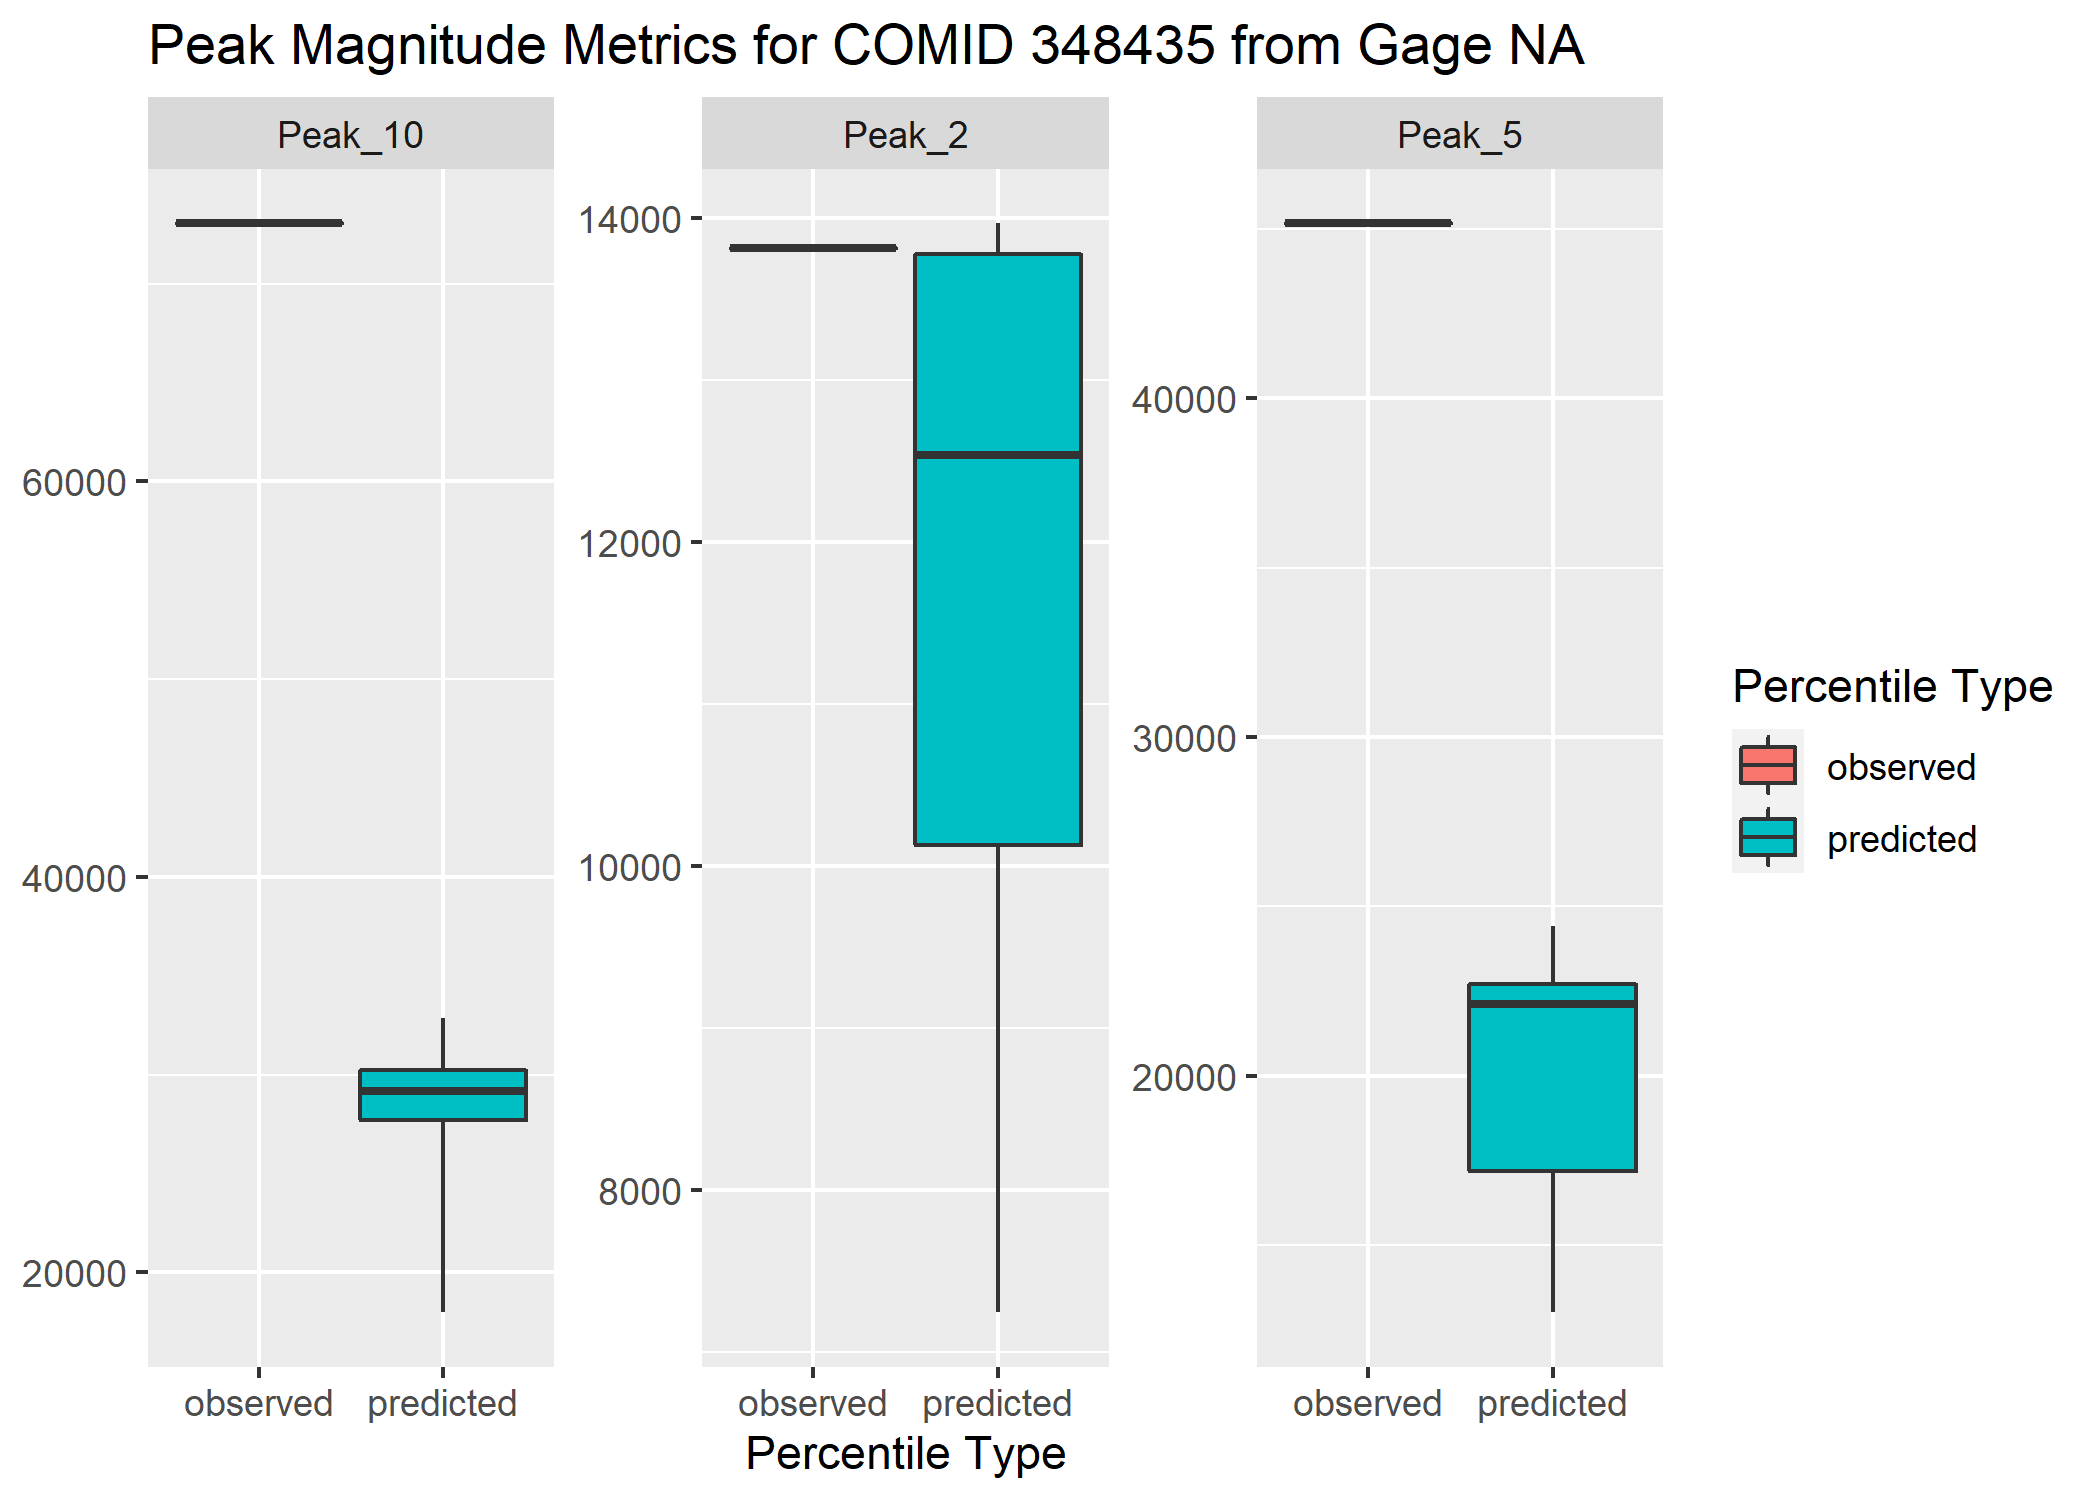 Peak Magnitude Metrics for COMID 348435 from Gage NA
Peak_10
Peak_2
Peak_5
60000
40000
20000
14000
12000
10000
8000
40000
30000
20000
observed predicted
observed predicted
observed predicted
Percentile Type
Percentile Type
observed
predicted